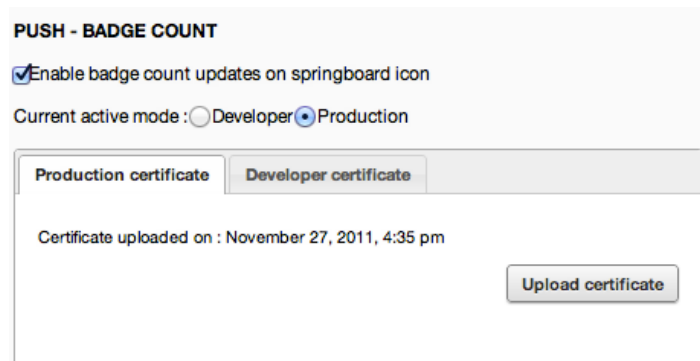 PUSH - BADGE COUNT
Enable badge count updates on springboard icon
Current active mode : Developer Production
Production certificate Developer certificate
Certificate uploaded on : November 27, 2011, 4:35 pm
Upload certificate